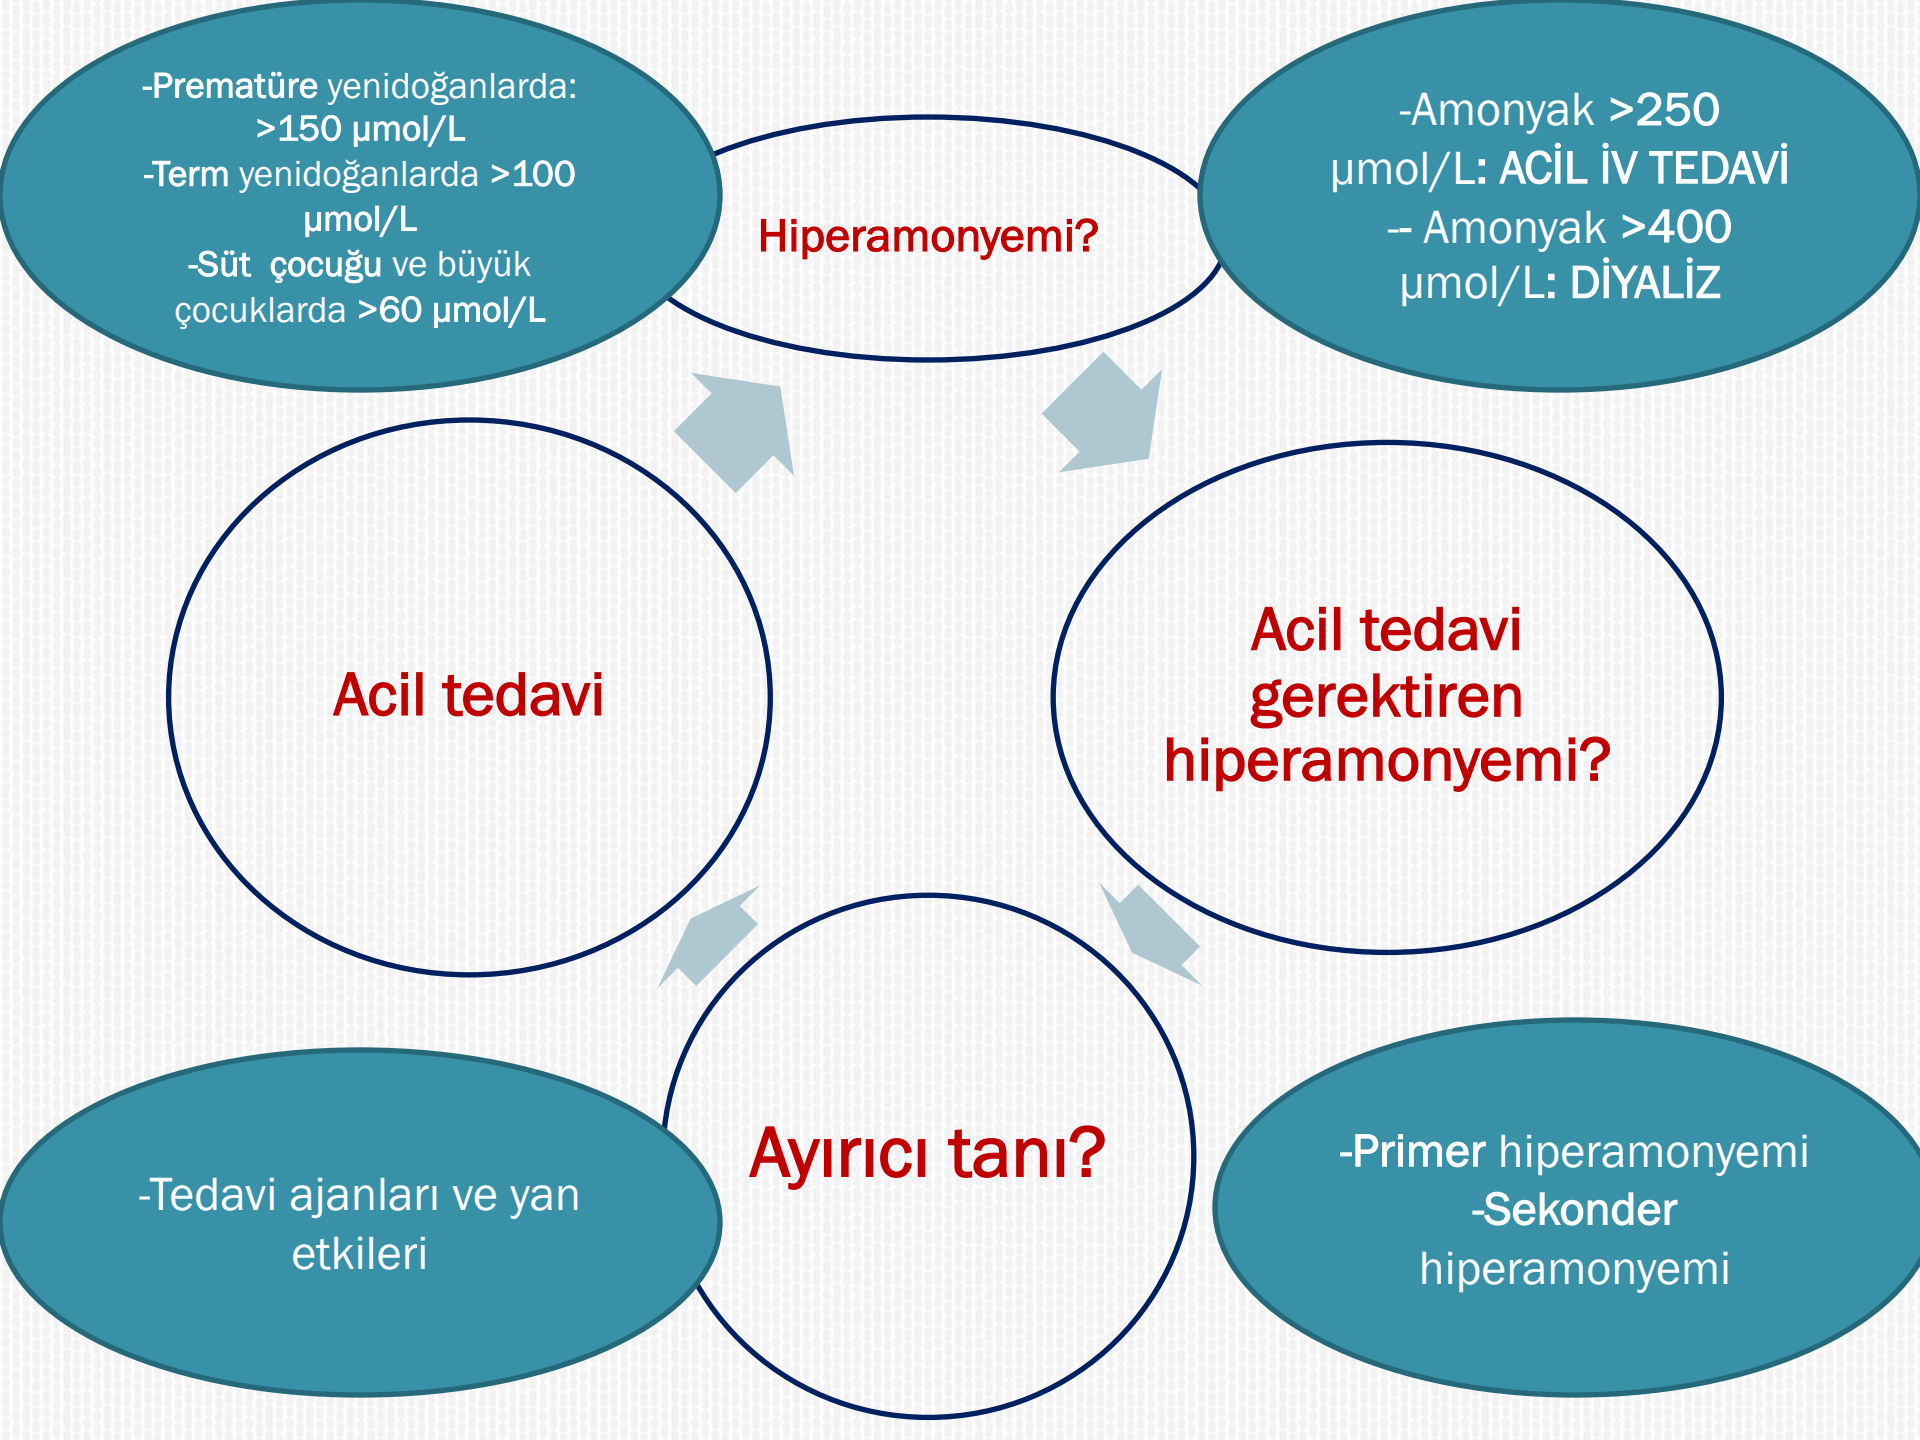 -Prematüre yenidoğanlarda:
>150 µmol/L
-Term yenidoğanlarda >100
µmol/L
-Süt  çocuğu ve büyük
çocuklarda >60 µmol/L
Hiperamonyemi?
-Amonyak >250
µmol/L: ACİL İV TEDAVİ
-- Amonyak >400
µmol/L: DİYALİZ
Acil tedavi
Acil tedavi
gerektiren
hiperamonyemi?
Ayırıcı tanı?
-Tedavi ajanları ve yan
etkileri
-Primer hiperamonyemi
-Sekonder
hiperamonyemi